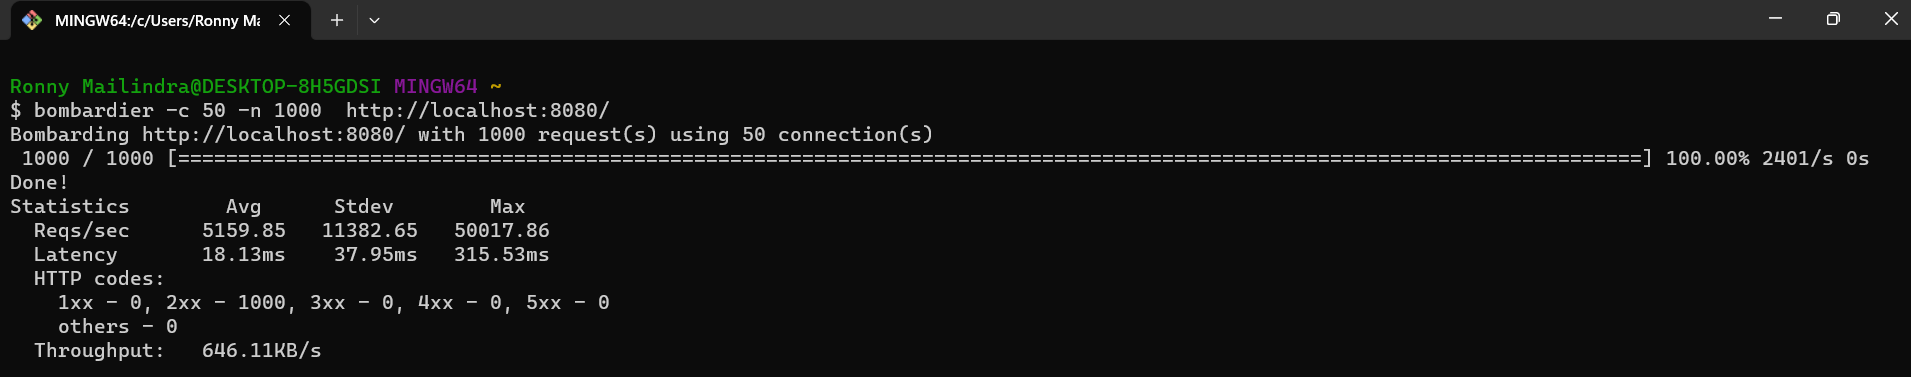 MINGW64:/c/Users/Ronny Ma
Ronny Mailindra@DESKTOP-8H5GDSI MINGW64 ~
$ bombardier -c 50 -n 1000  http://localhost:8080/
Bombarding http://localhost:8080/ with 1000 request(s) using 50 connection(s)
 1000 / 1000 [==========================================================================================================================] 100.00% 2401/s 0s
Done!
Statistics        Avg      Stdev        Max
  Reqs/sec      5159.85   11382.65   50017.86
  Latency       18.13ms    37.95ms   315.53ms
  HTTP codes:
    1xx - 0, 2xx - 1000, 3xx - 0, 4xx - 0, 5xx - 0
    others - 0
  Throughput:   646.11KB/s